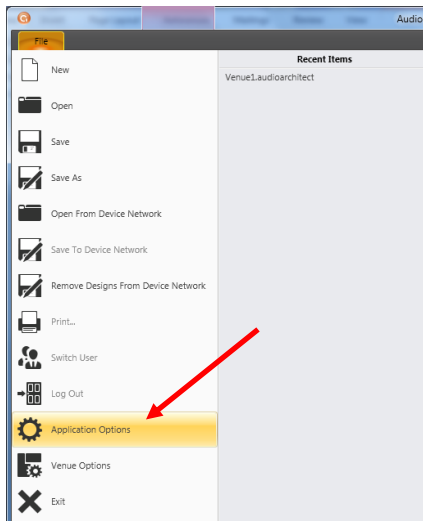 Audio
File
New
Open
Save
Save As
Open From Device Network
Save To Device Network
Remove Designs From Device Network
Print...
Switch User
Log Out
Application Options
Venue Options
Exit
Recent Items
Venue1.audioarchitect